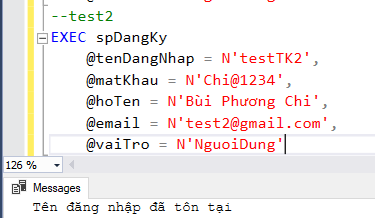 --test2
EXEC spDangKy
@tenDangNhap = N'testTK2',
@matKhau = N'Chi@1234',
@hoTen = N'Bùi Phương Chi',
@email = N'test2@gmail.com',
@vaiTro = N'NguoiDung'
126 %
Messages
Tên đăng nhập đã tồn tại